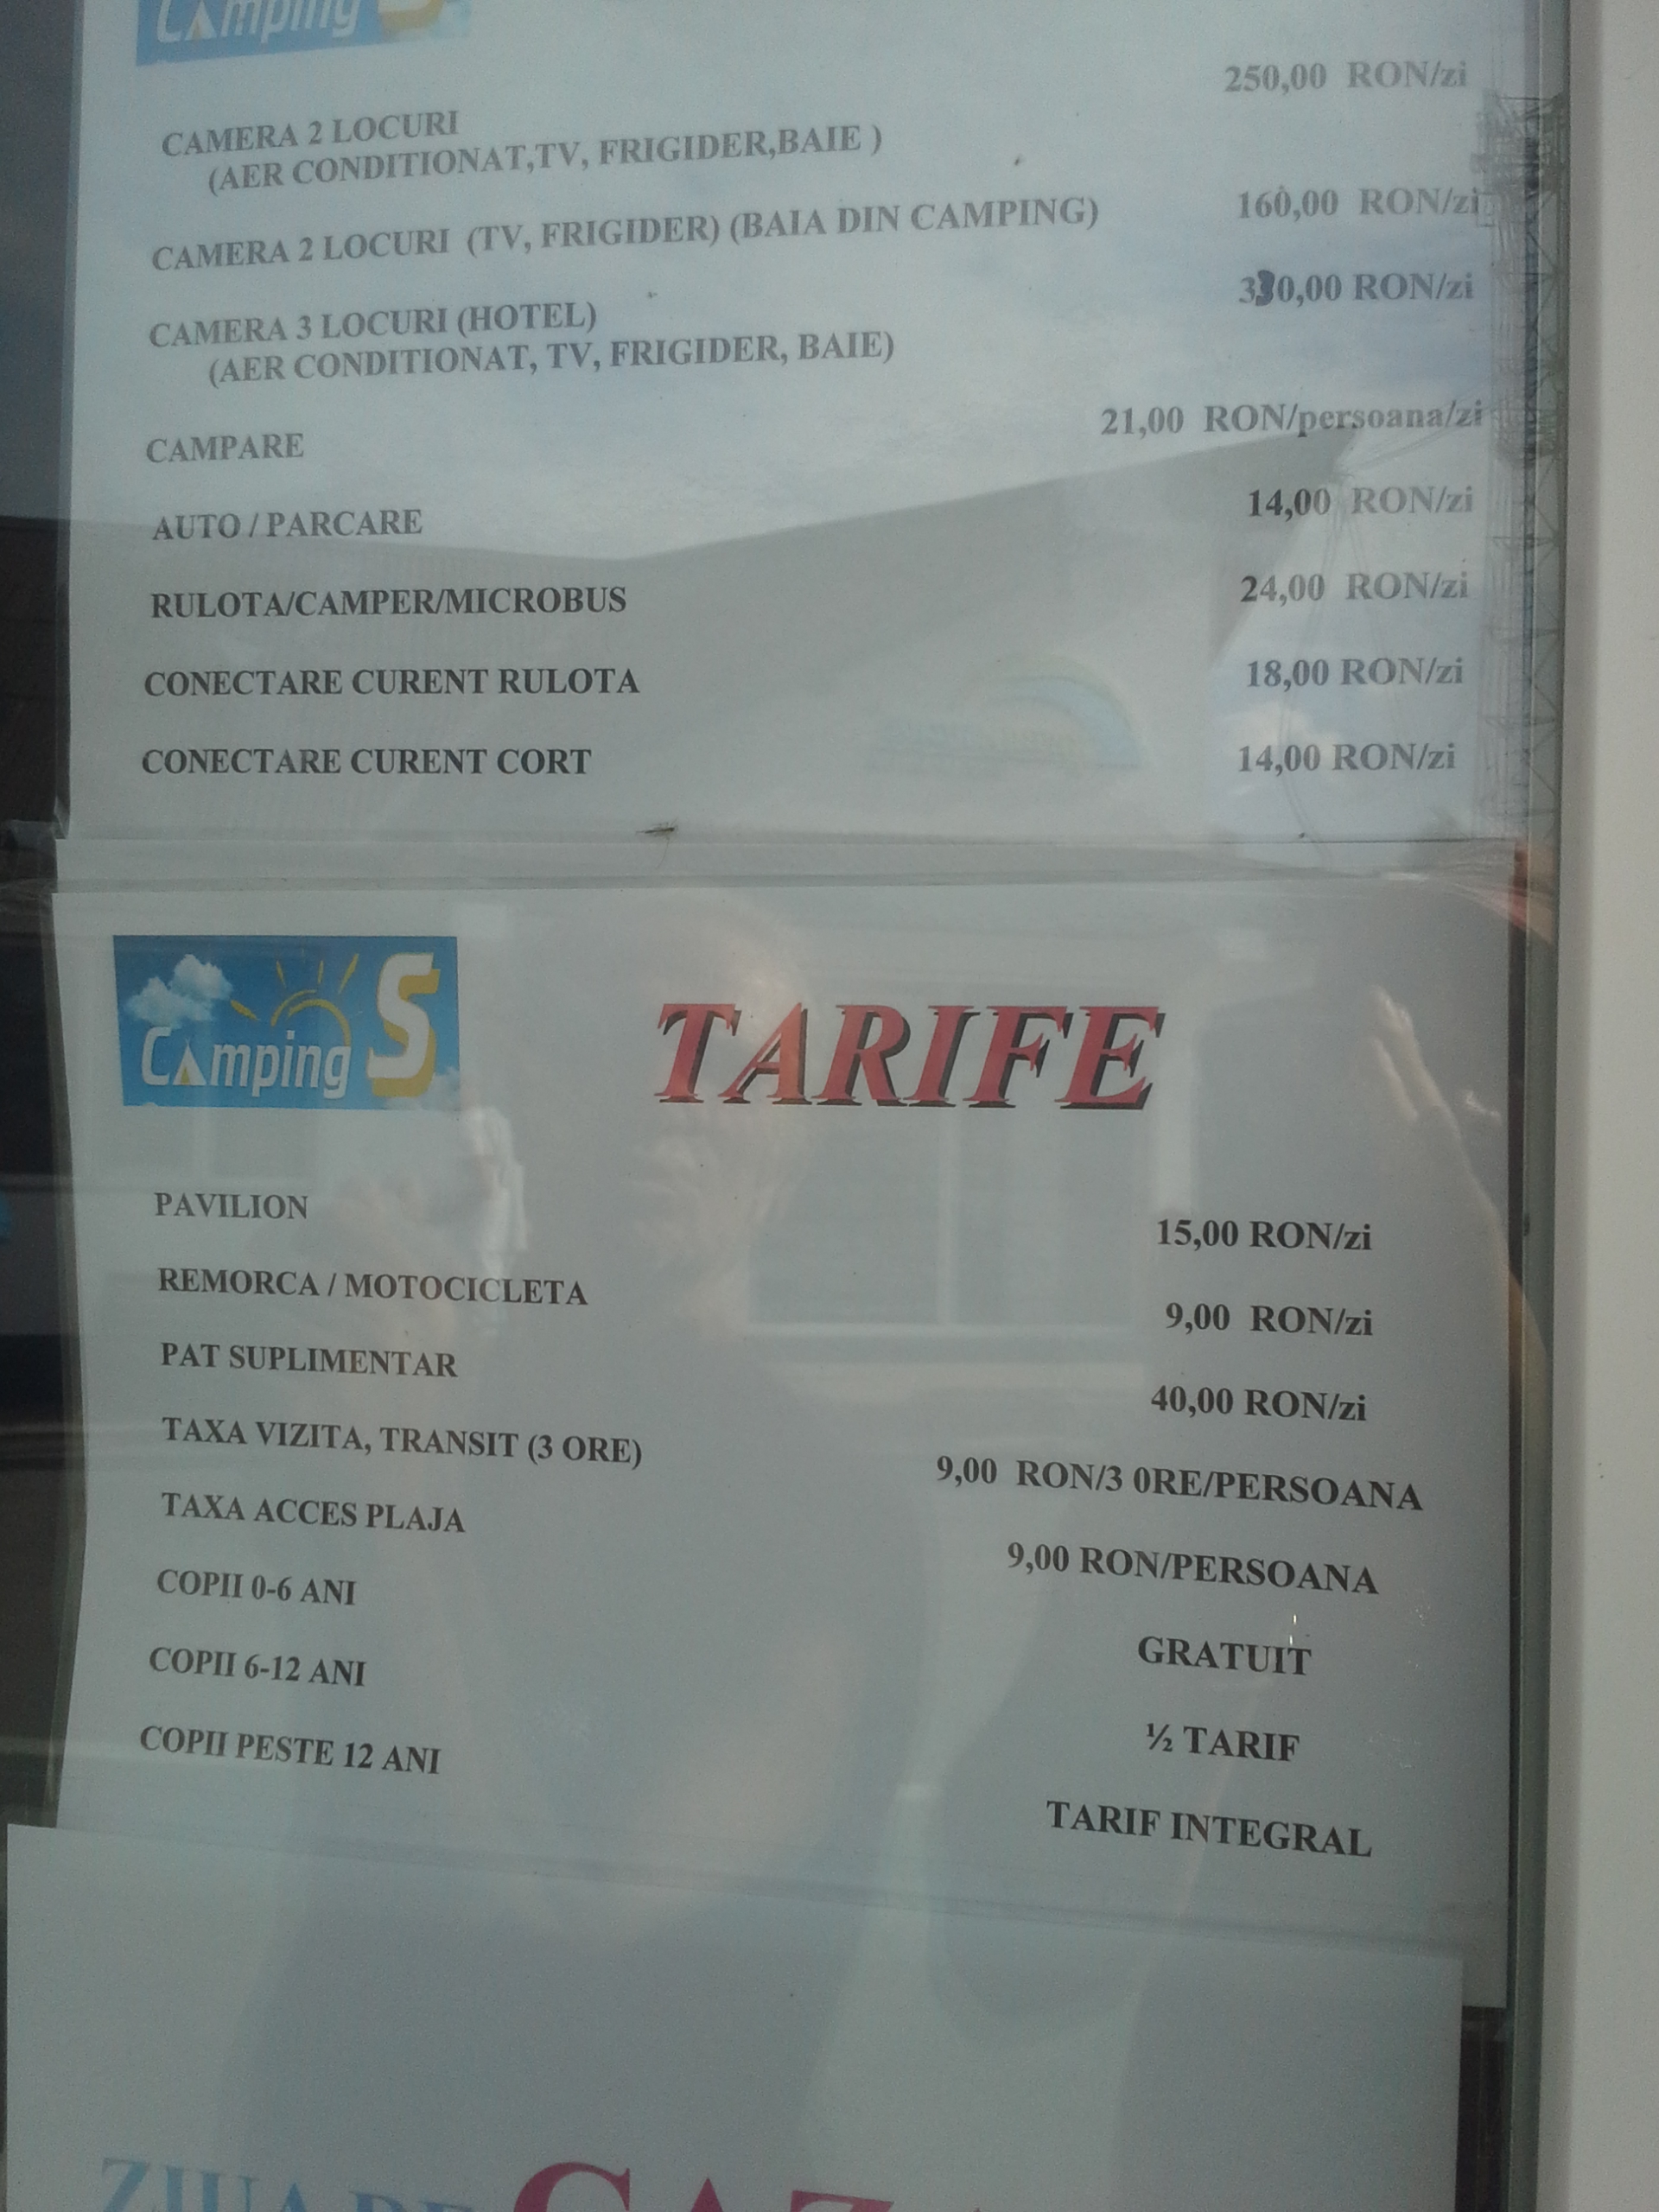 Camping S
250,00 RON/zi
CAMERA 2 LOCURI
(AER CONDITIONAT,TV, FRIGIDER,BAIE )
160,00 RON/zi
CAMERA 2 LOCURI (TV, FRIGIDER) (BAIA DIN CAMPING)
330,00 RON/zi
CAMERA 3 LOCURI (HOTEL)
(AER CONDITIONAT, TV, FRIGIDER, BAIE)
21,00 RON/persoana/zi
CAMPARE
14,00 RON/zi
AUTO / PARCARE
24,00 RON/zi
RULOTA/CAMPER/MICROBUS
18,00 RON/zi
CONECTARE CURENT RULOTA
14,00 RON/zi
CONECTARE CURENT CORT
Camping S
TARIFE
PAVILION
15,00 RON/zi
REMORCA / MOTOCICLETA
9,00 RON/zi
PAT SUPLIMENTAR
40,00 RON/zi
TAXA VIZITA, TRANSIT (3 ORE)
9,00 RON/3 0RE/PERSOANA
TAXA ACCES PLAJA
9,00 RON/PERSOANA
COPII 0-6 ANI
GRATUIT
COPII 6-12 ANI
½ TARIF
COPII PESTE 12 ANI
TARIF INTEGRAL
ZIUA DE